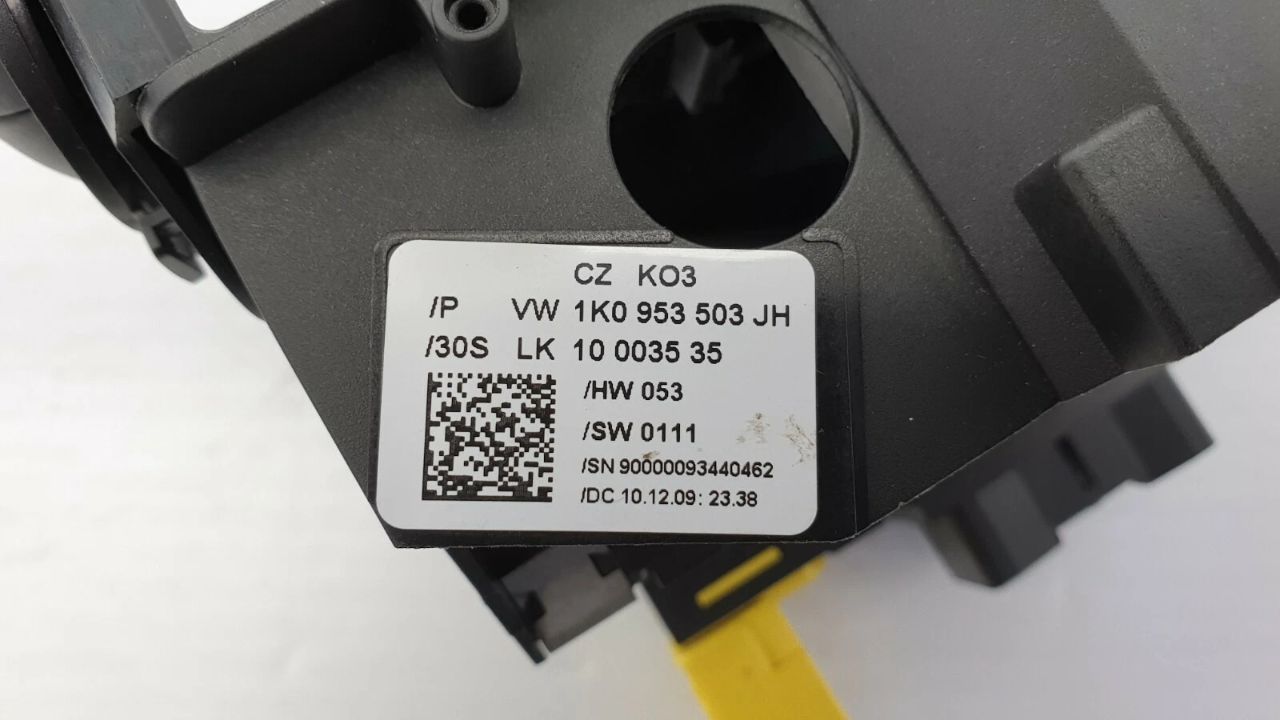 CZ KO3
/P VW 1K0 953 503 JH
/30S LK 10 0035 35
/HW 053
/SW 0111
/SN 90000093440462
/DC 10.12.09: 23.38